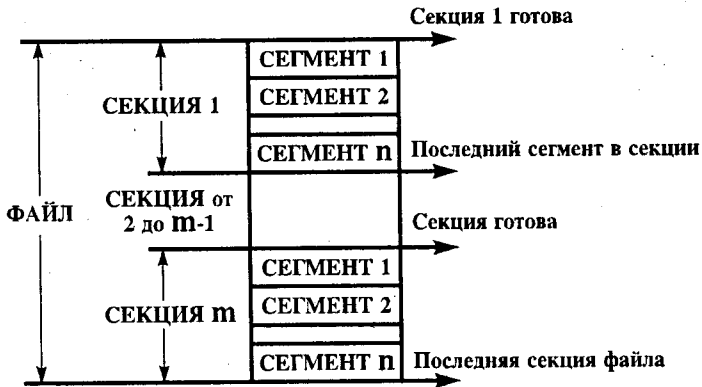 Секция 1 готова
СЕГМЕНТ 1
СЕКЦИЯ 1
СЕГМЕНТ 2
СЕГМЕНТ n
Последний сегмент в секции
ФАЙЛ
СЕКЦИЯ от
2 до m-1
Секция готова
СЕГМЕНТ 1
СЕКЦИЯ m
СЕГМЕНТ 2
СЕГМЕНТ n
Последняя секция файла